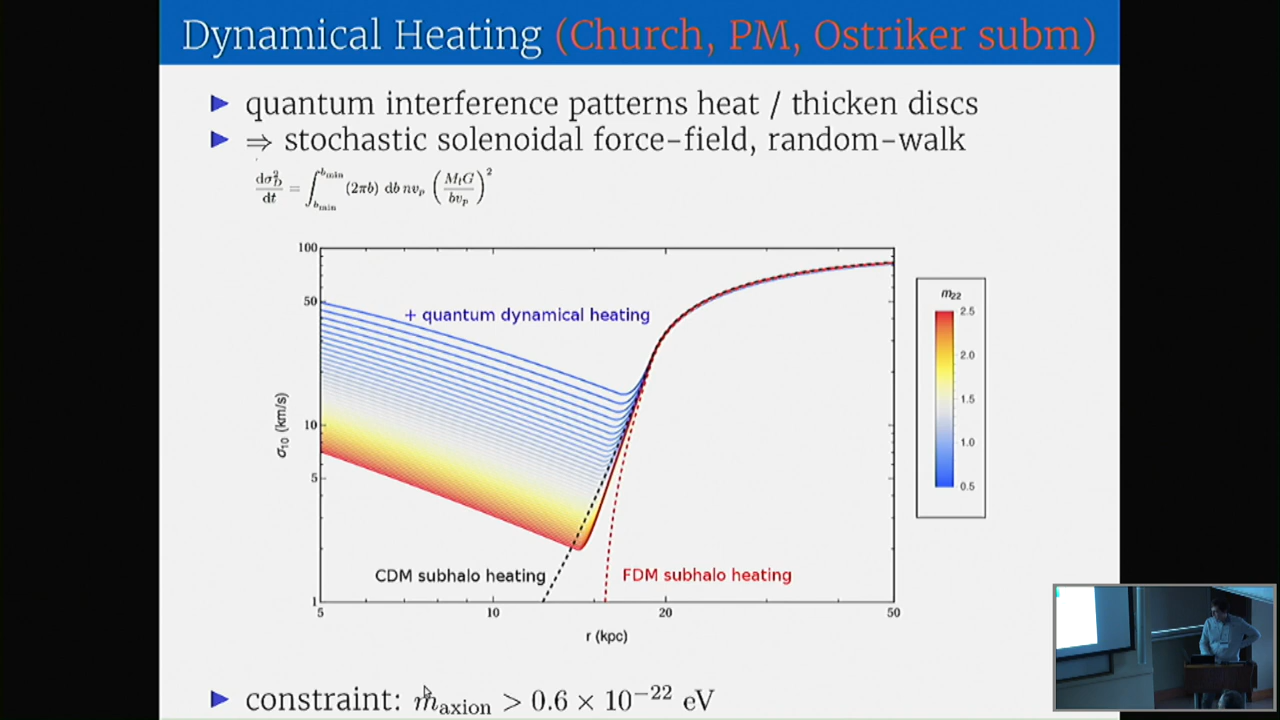 Dynamical Heating (Church, PM, Ostriker subm)
▶ quantum interference patterns heat / thicken discs
▶ ⇒ stochastic solenoidal force-field, random-walk
dσ²_D/dt = ∫_{b_min}^{b_min} (2πb) db nv_p (M_tG/bv_p)²
100
50
10
5
1
σ₁₀ (km/s)
+ quantum dynamical heating
CDM subhalo heating
FDM subhalo heating
5
10
20
50
r (kpc)
m₂₂
2.5
2.0
1.5
1.0
0.5
▶ constraint: m_axion > 0.6 × 10⁻²² eV